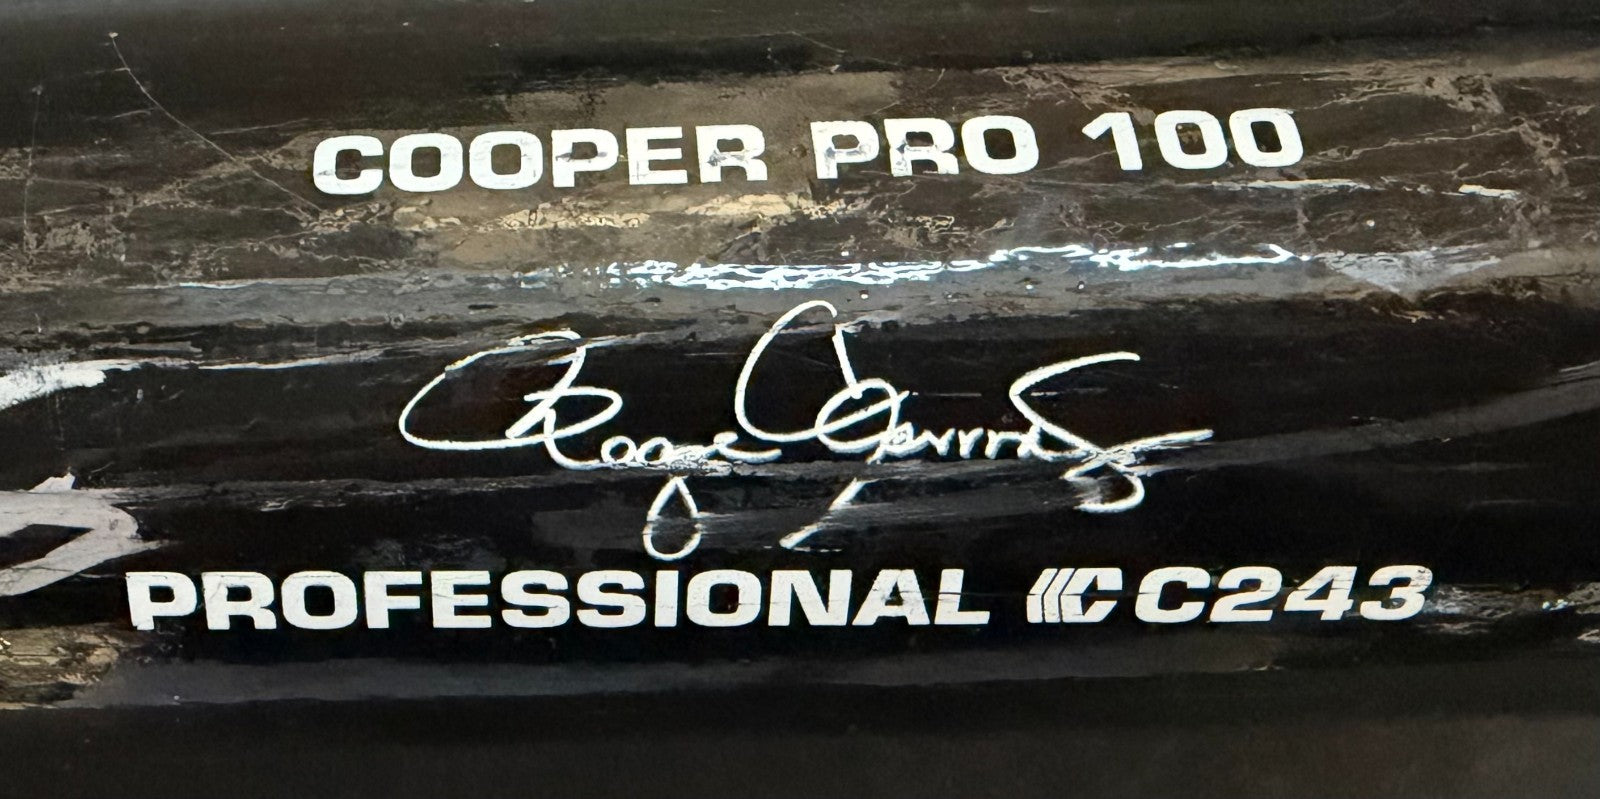 COOPER PRO 100
PROFESSIONAL C C243